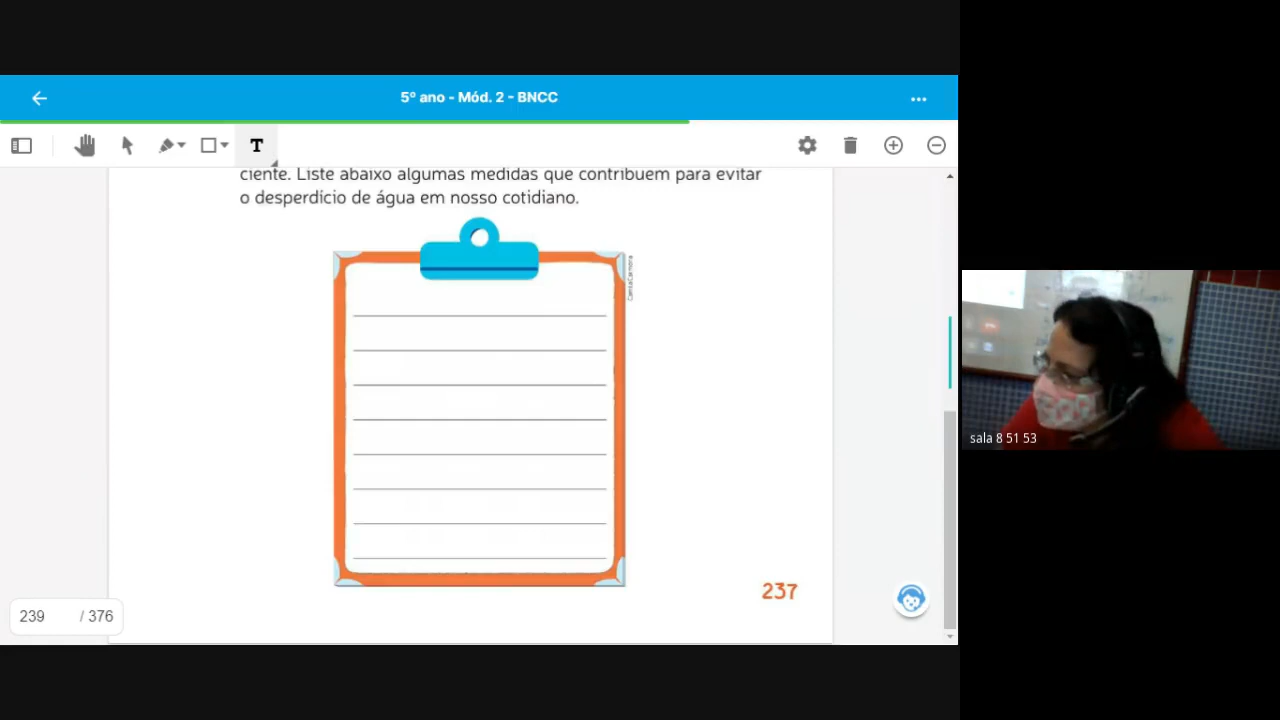 5º ano - Mód. 2 - BNCC
T
ciente. Liste abaixo algumas medidas que contribuem para evitar
o desperdício de água em nosso cotidiano.
237
239 / 376
sala 8 51 53